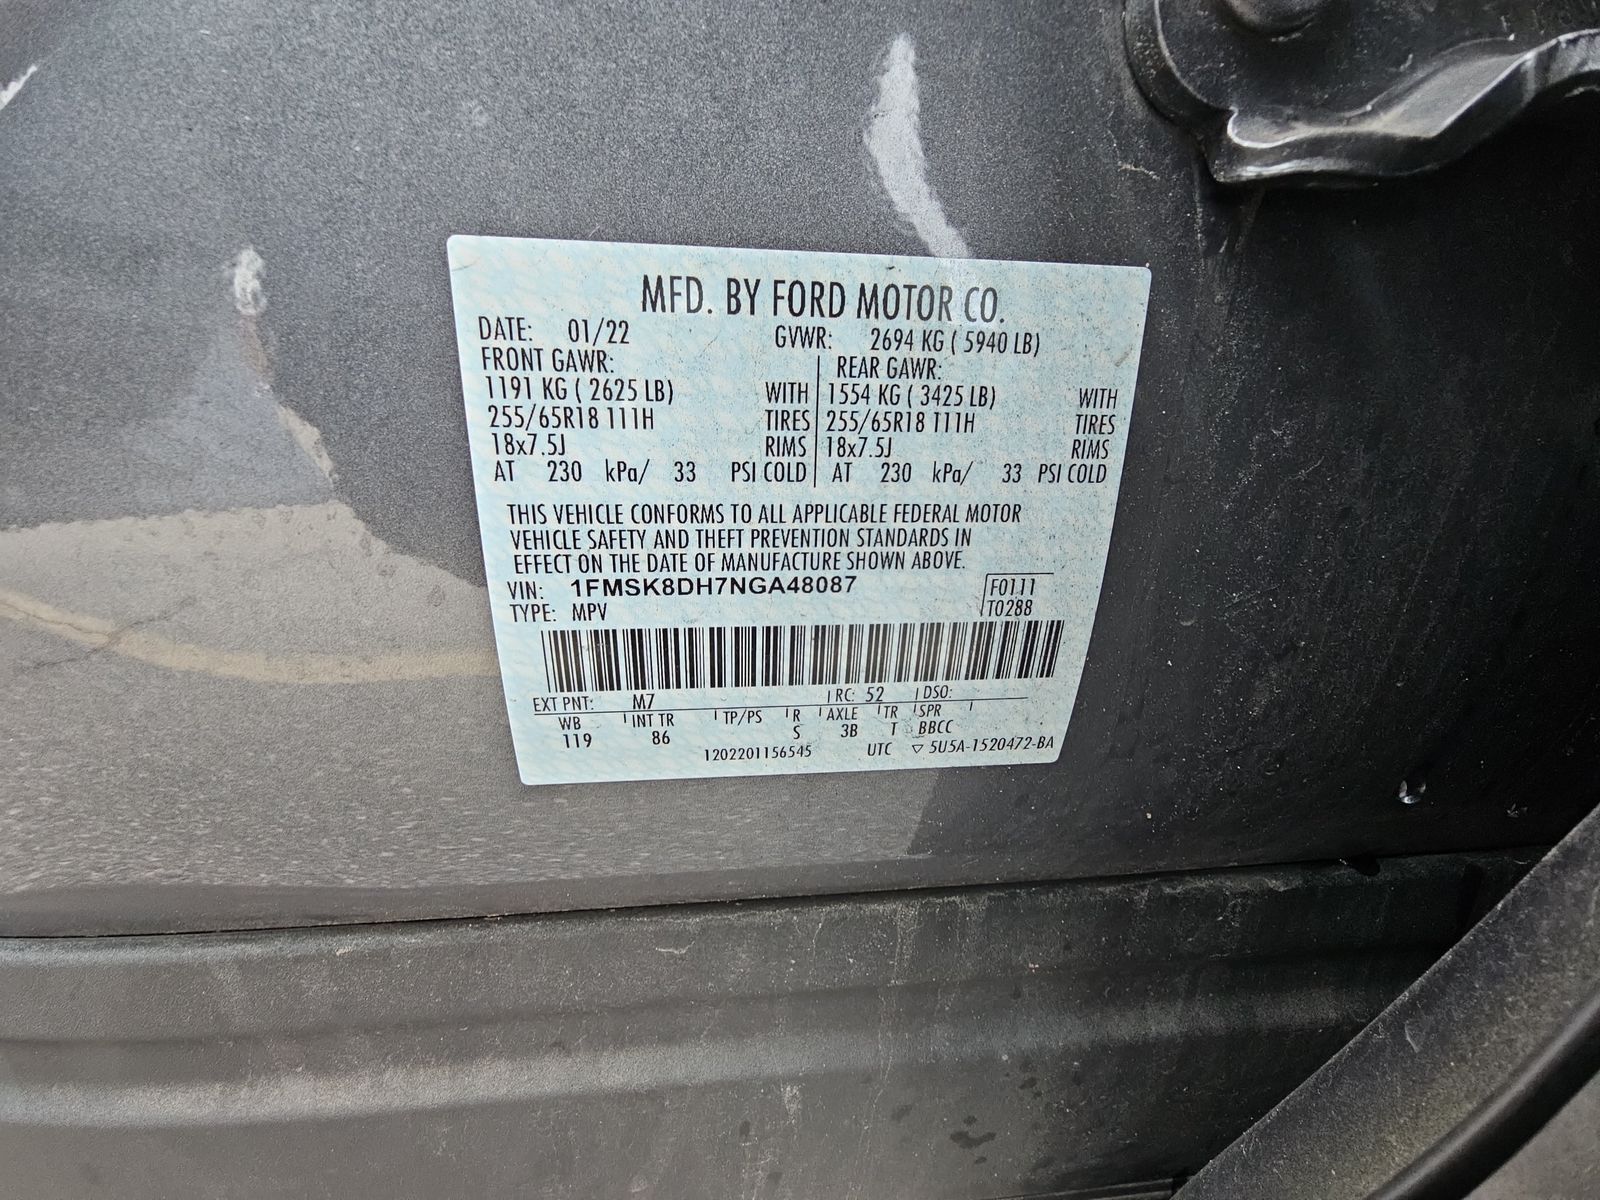 MFD. BY FORD MOTOR CO.
DATE: 01/22 GVWR: 2694 KG ( 5940 LB)
FRONT GAWR: REAR GAWR:
1191 KG ( 2625 LB) WITH 1554 KG ( 3425 LB) WITH
255/65R18 111H TIRES 255/65R18 111H TIRES
18x7.5J RIMS 18x7.5J RIMS
AT 230 kPa/ 33 PSI COLD AT 230 kPa/ 33 PSI COLD
THIS VEHICLE CONFORMS TO ALL APPLICABLE FEDERAL MOTOR
VEHICLE SAFETY AND THEFT PREVENTION STANDARDS IN
EFFECT ON THE DATE OF MANUFACTURE SHOWN ABOVE.
VIN: 1FMSK8DH7NGA48087 F0111
TYPE: MPV T0288
EXT PNT: M7 RC: 52 DSO:
WB INT TR TP/PS R AXLE TR SPR
119 86 S 3B T BBCC
1202201156545 UTC ▽ 5U5A-1520472-BA